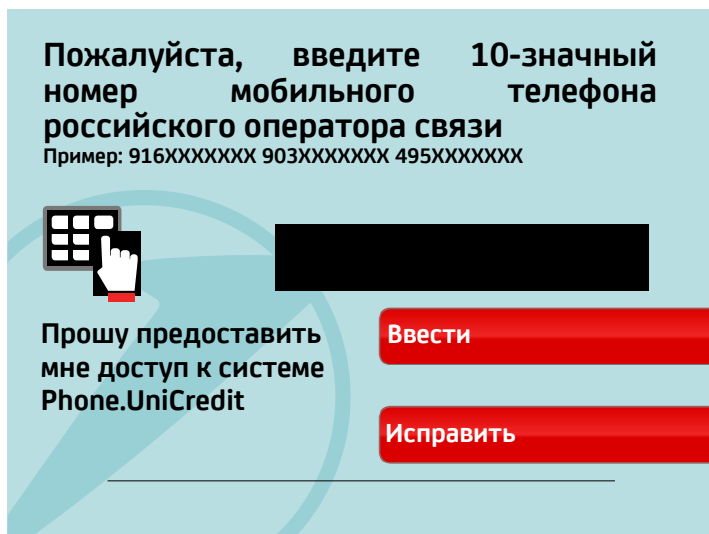 Пожалуйста, введите 10-значный
номер мобильного телефона
российского оператора связи
Пример: 916XXXXXXX 903XXXXXXX 495XXXXXXX
Прошу предоставить
мне доступ к системе
Phone.UniCredit
Ввести
Исправить